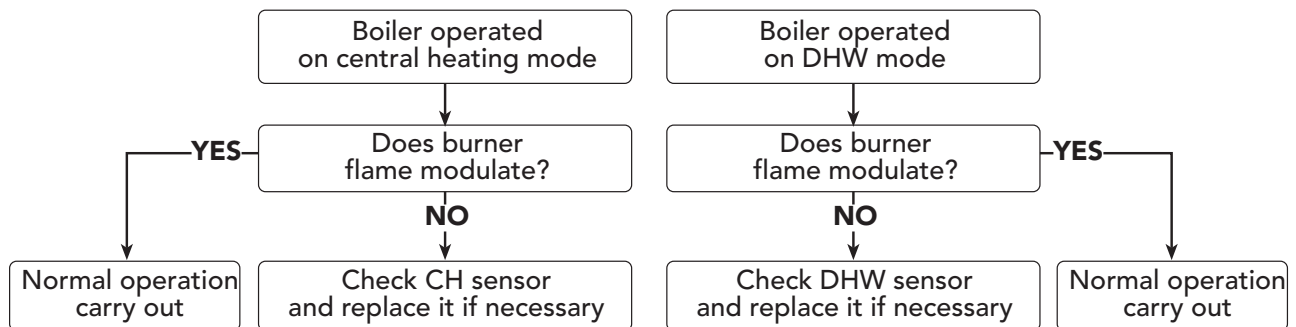 Boiler operated
on central heating mode
Boiler operated
on DHW mode
YES
Does burner
flame modulate?
Does burner
flame modulate?
YES
NO
NO
Normal operation
carry out
Check CH sensor
and replace it if necessary
Check DHW sensor
and replace it if necessary
Normal operation
carry out